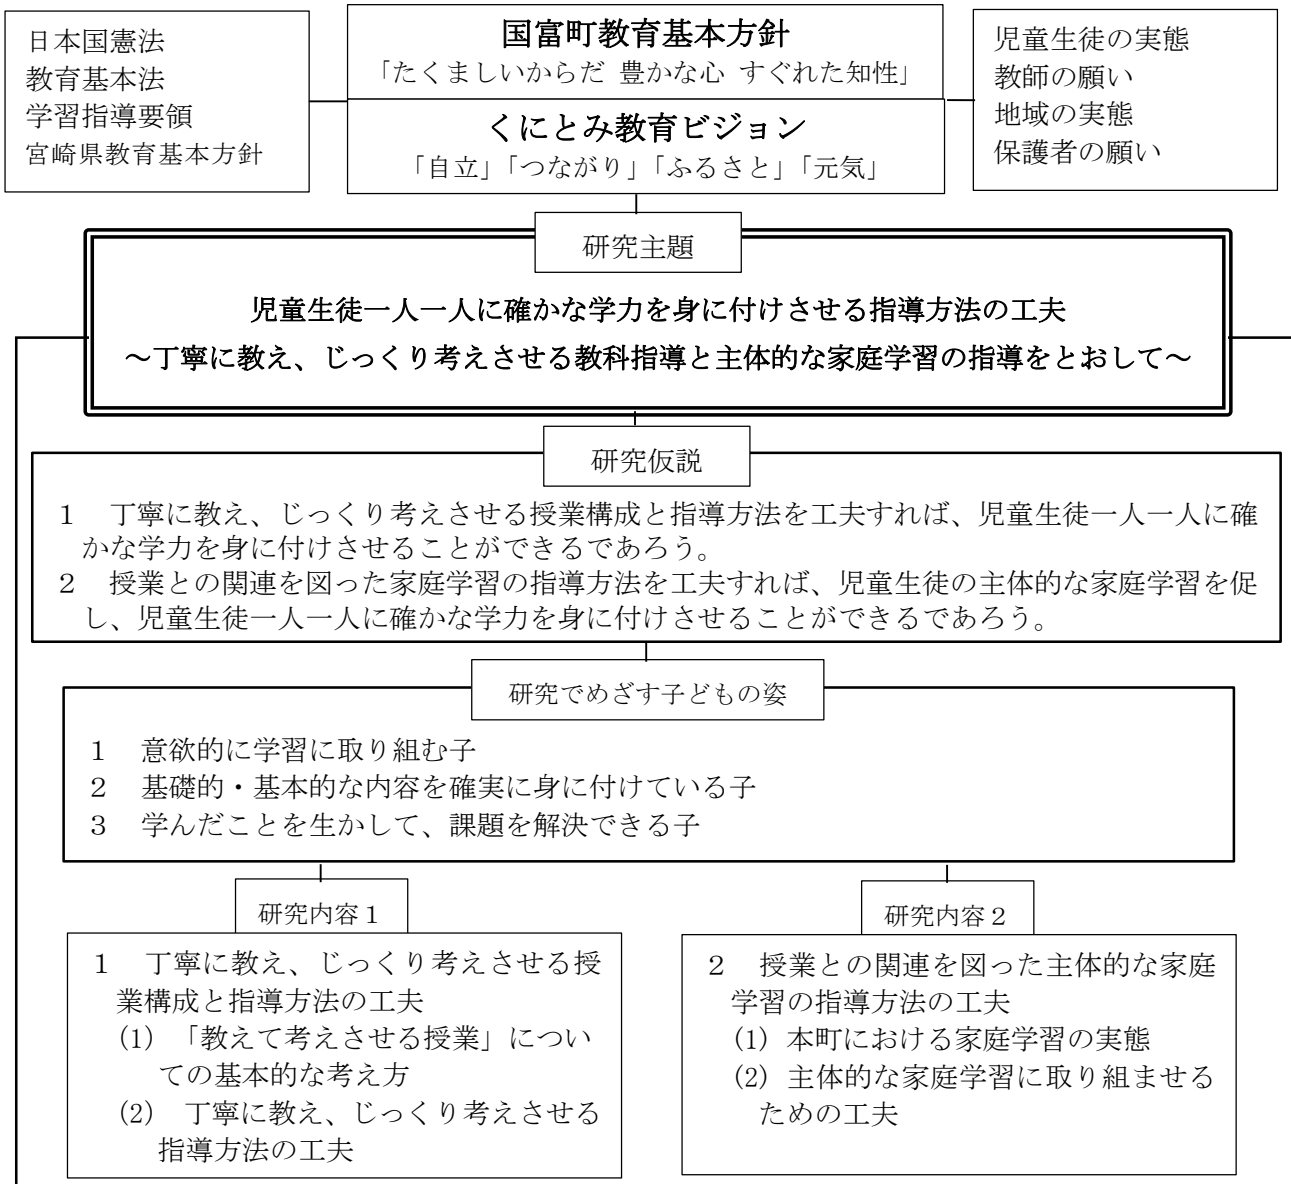 日本国憲法
教育基本法
学習指導要領
宮崎県教育基本方針
国富町教育基本方針
「たくましいからだ 豊かな心 すぐれた知性」
くにとみ教育ビジョン
「自立」「つながり」「ふるさと」「元気」
児童生徒の実態
教師の願い
地域の実態
保護者の願い
研究主題
児童生徒一人一人に確かな学力を身に付けさせる指導方法の工夫
～丁寧に教え、じっくり考えさせる教科指導と主体的な家庭学習の指導をとおして～
研究仮説
１　丁寧に教え、じっくり考えさせる授業構成と指導方法を工夫すれば、児童生徒一人一人に確
かな学力を身に付けさせることができるであろう。
２　授業との関連を図った家庭学習の指導方法を工夫すれば、児童生徒の主体的な家庭学習を促
し、児童生徒一人一人に確かな学力を身に付けさせることができるであろう。
研究でめざす子どもの姿
１　意欲的に学習に取り組む子
２　基礎的・基本的な内容を確実に身に付けている子
３　学んだことを生かして、課題を解決できる子
研究内容１
１　丁寧に教え、じっくり考えさせる授
業構成と指導方法の工夫
(1) 「教えて考えさせる授業」につい
ての基本的な考え方
(2) 丁寧に教え、じっくり考えさせる
指導方法の工夫
研究内容２
２　授業との関連を図った主体的な家庭
学習の指導方法の工夫
(1) 本町における家庭学習の実態
(2) 主体的な家庭学習に取り組ませる
ための工夫